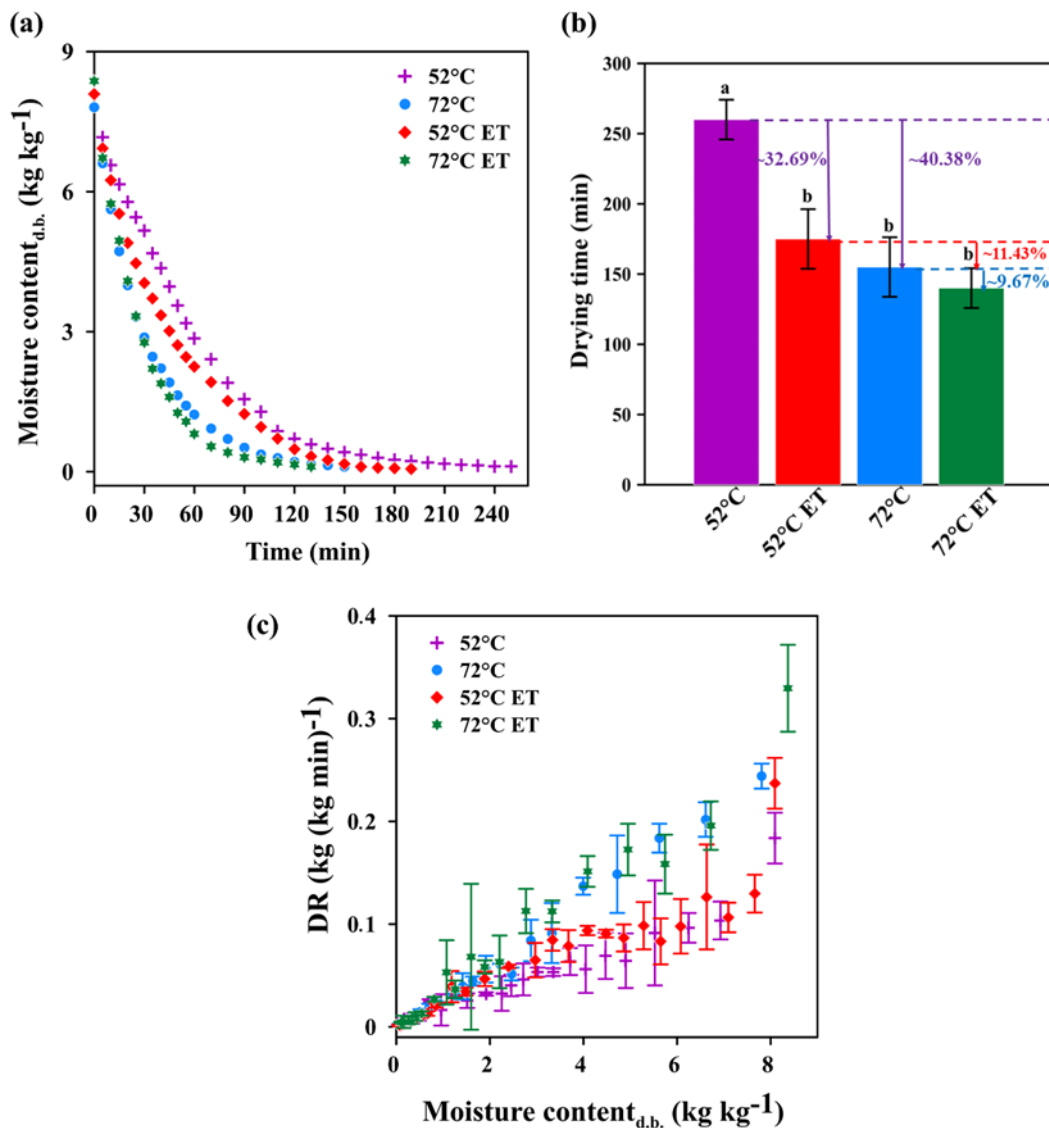 (a)
9
6
3
0
Moisture content d.b. (kg kg⁻¹)
52°C
72°C
52°C ET
72°C ET
0 30 60 90 120 150 180 210 240
Time (min)
(b)
300
250
200
150
100
50
0
Drying time (min)
a
b
b
b
~32.69%
~40.38%
~11.43%
~9.67%
52°C
52°C ET
72°C
72°C ET
(c)
0.4
0.3
0.2
0.1
0
DR (kg (kg min)⁻¹
52°C
72°C
52°C ET
72°C ET
0 2 4 6 8
Moisture content d.b. (kg kg⁻¹)